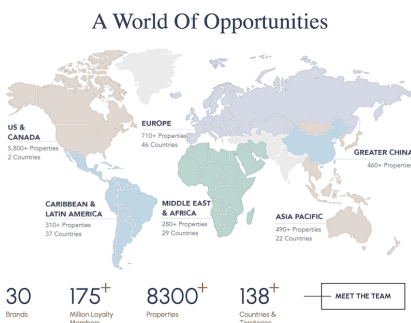 A World Of Opportunities
US &
CANADA
5,800+ Properties
2 Countries
EUROPE
710+ Properties
46 Countries
GREATER CHINA
460+ Properties
CARIBBEAN &
LATIN AMERICA
310+ Properties
37 Countries
MIDDLE EAST
& AFRICA
280+ Properties
29 Countries
ASIA PACIFIC
490+ Properties
22 Countries
30
Brands
175+
Million Loyalty
Members
8300+
Properties
138+
Countries &
Territories
MEET THE TEAM